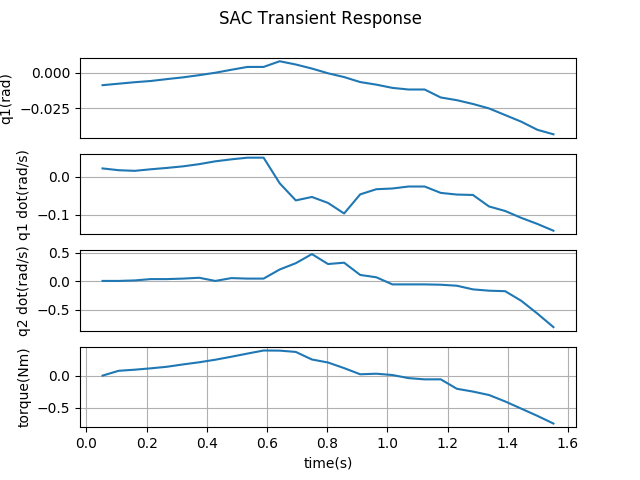 SAC Transient Response
0.000
−0.025
q1(rad)
0.0
−0.1
q1 dot(rad/s)
0.5
0.0
−0.5
q2 dot(rad/s)
0.0
−0.5
torque(Nm)
0.0 0.2 0.4 0.6 0.8 1.0 1.2 1.4 1.6
time(s)